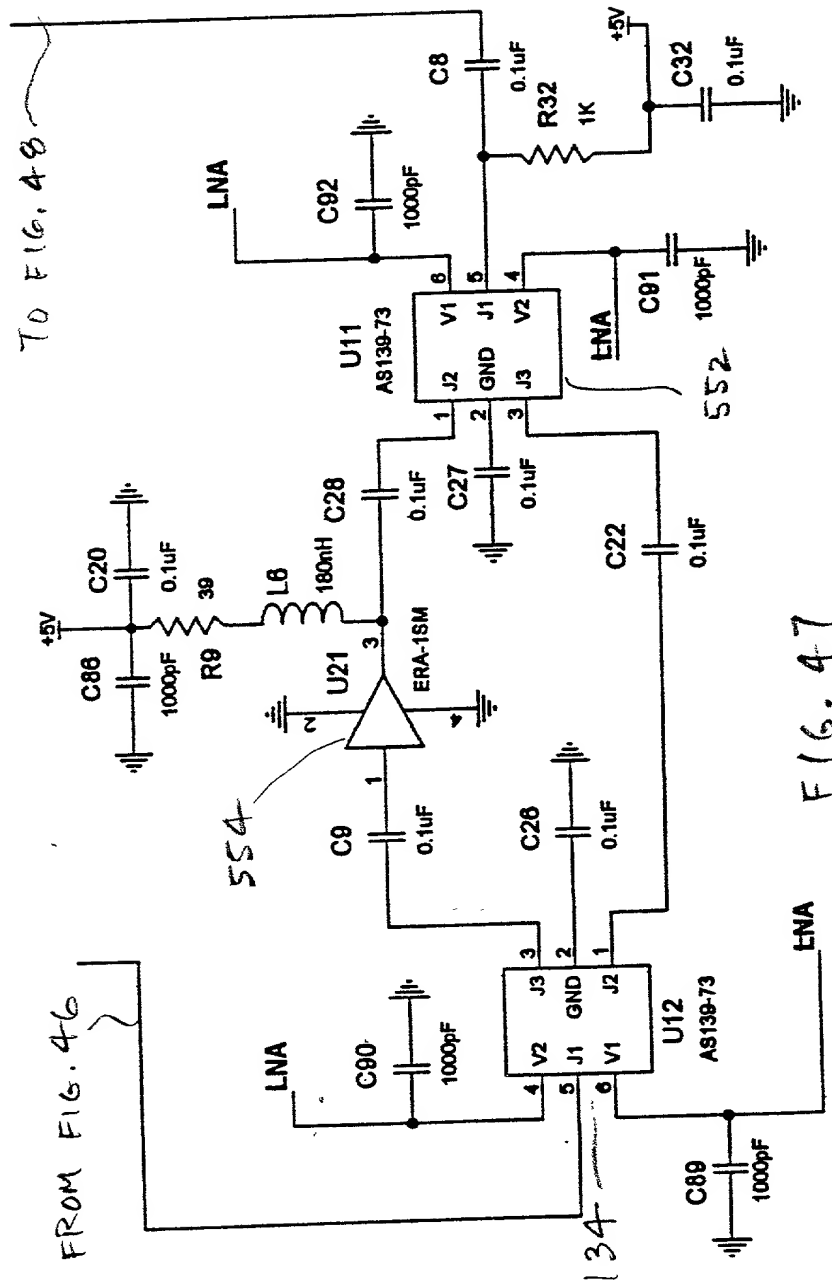 TO FIG. 48
FROM FIG. 46
LNA
C92
1000pF
C8
0.1uF
R32
1K
+5V
C32
0.1uF
U11
AS139-73
J2
GND
J3
V1
J1
V2
1
2
3
6
5
4
LNA
C91
1000pF
552
+5V
C20
0.1uF
C86
1000pF
R9
39
L6
180nH
C28
0.1uF
C27
0.1uF
C22
0.1uF
U21
ERA-1SM
1
2
3
4
554
C9
0.1uF
C26
0.1uF
LNA
C90
1000pF
V2
J1
V1
J3
GND
J2
4
5
6
3
2
1
U12
AS139-73
134
C89
1000pF
LNA
FIG. 47